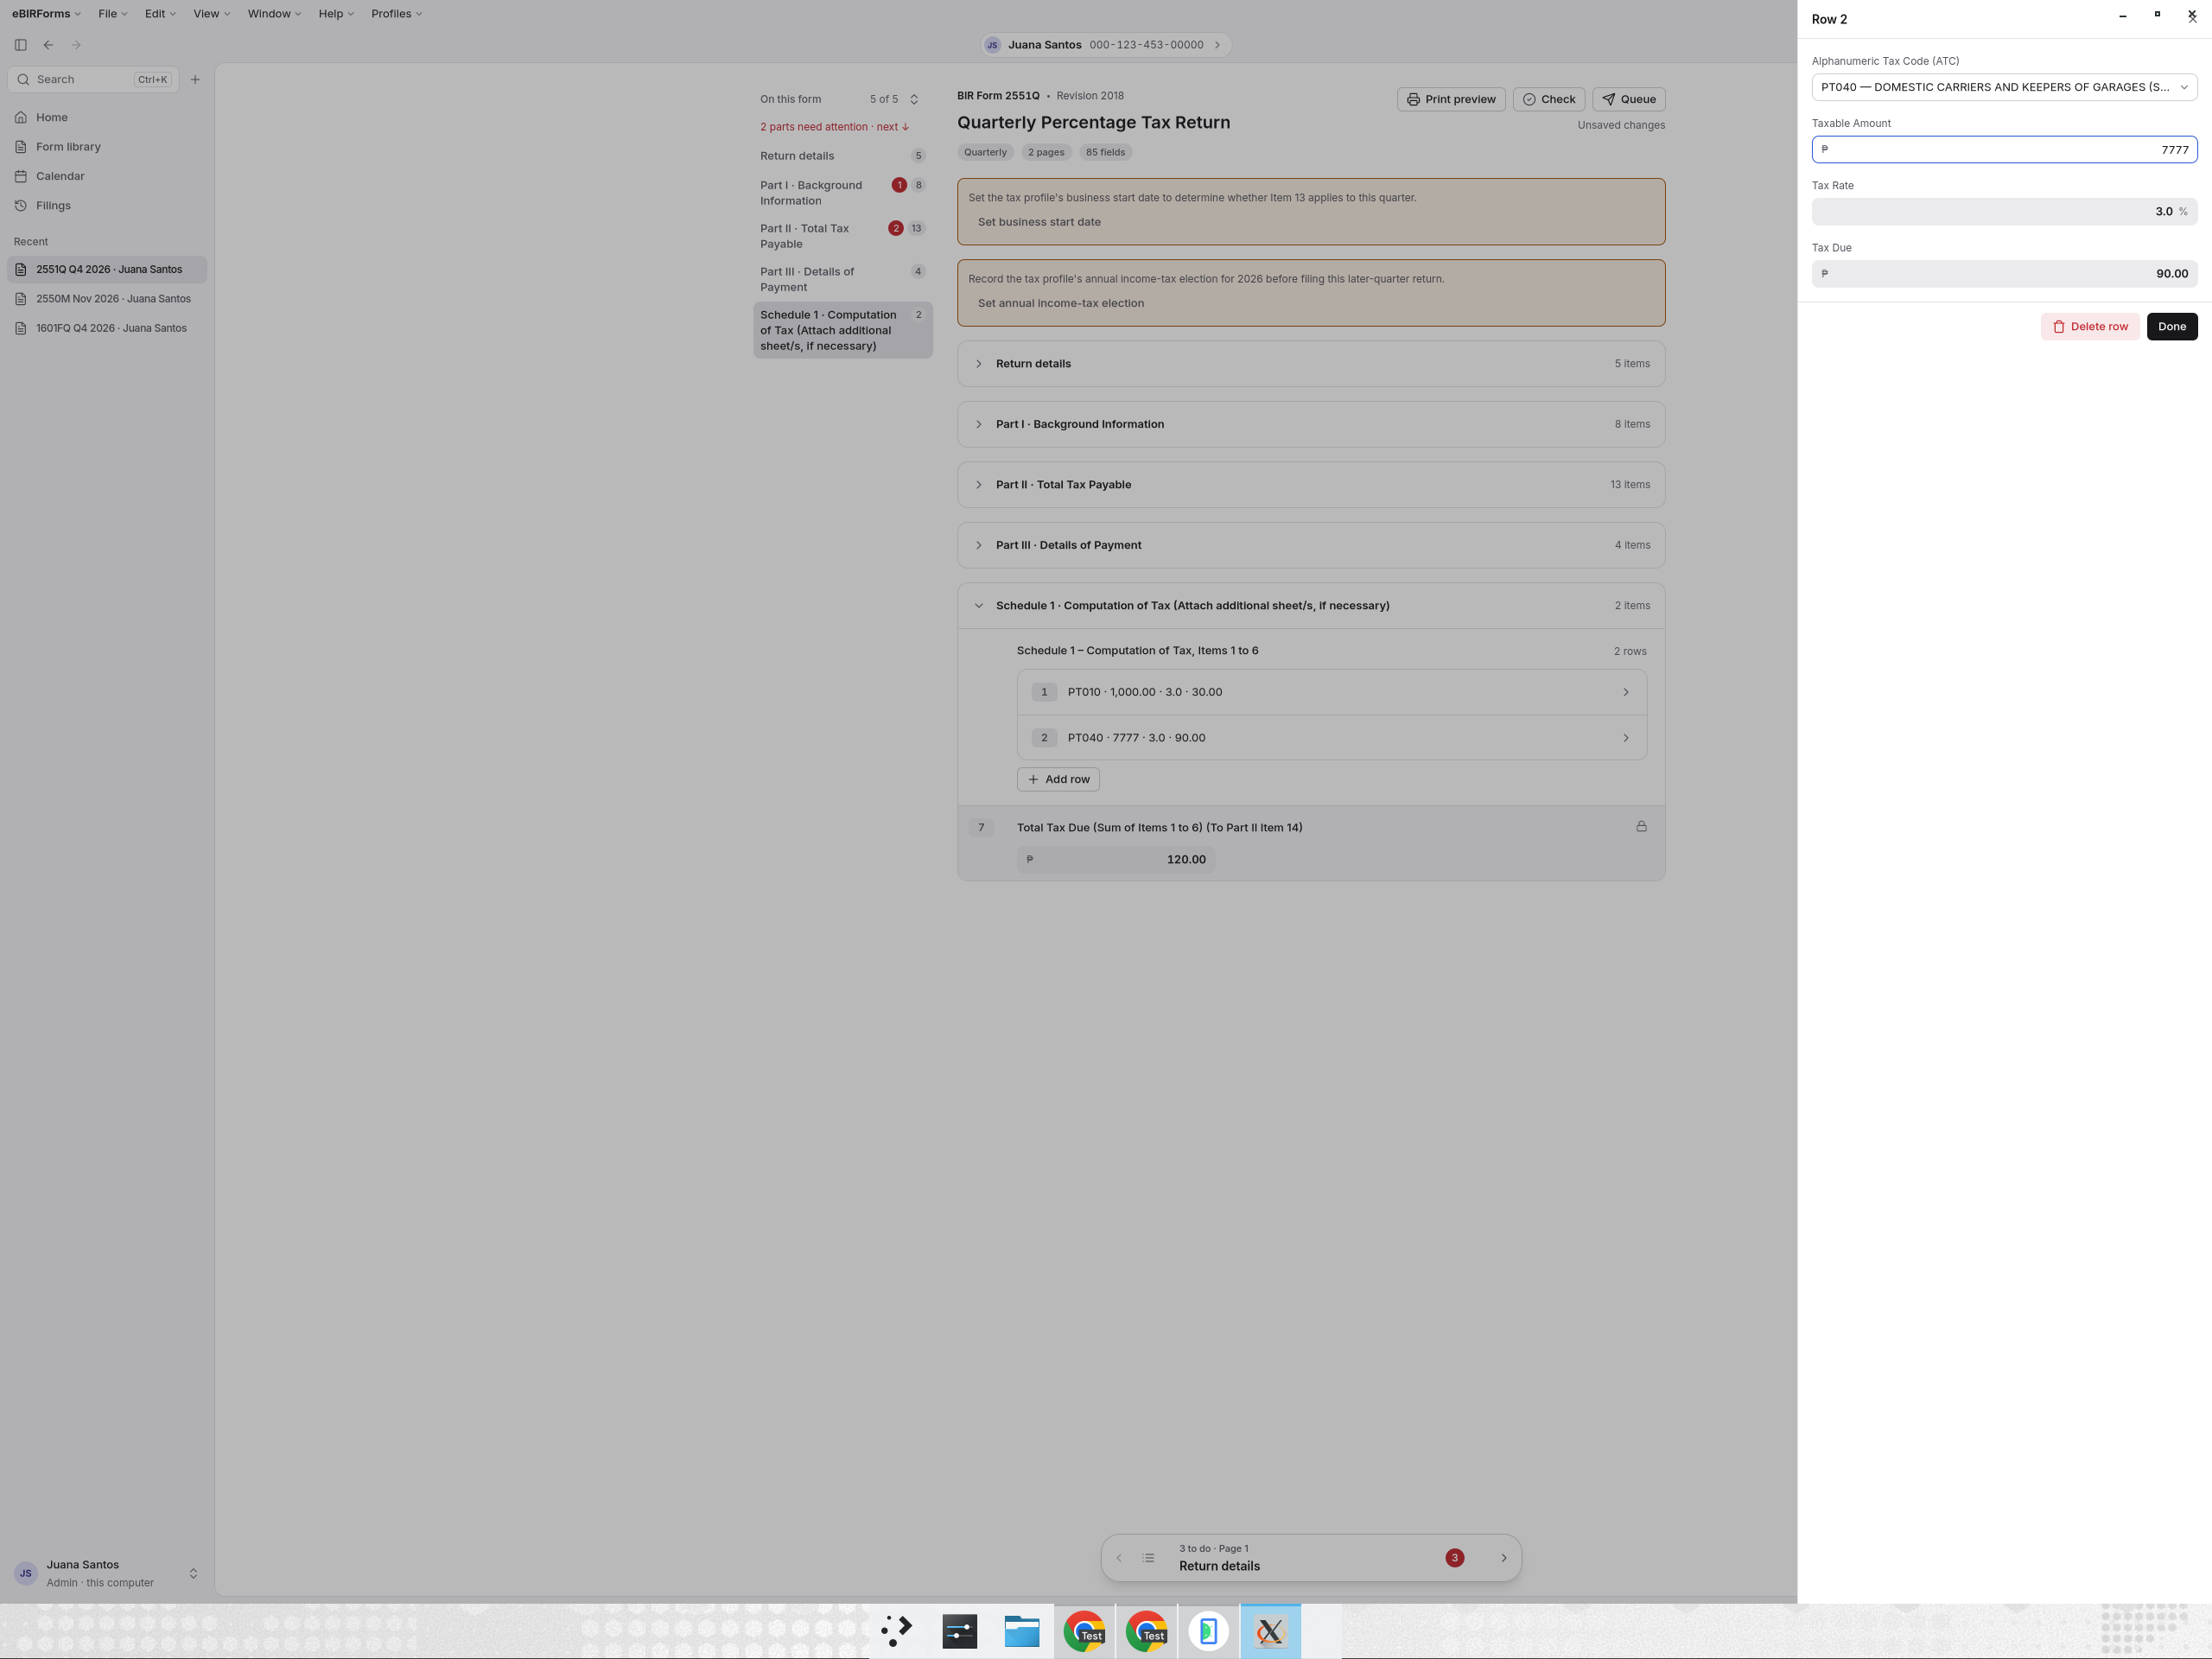 eBIRForms File Edit View Window Help Profiles
JS Juana Santos 000-123-453-00000
Search Ctrl+K
Home
Form library
Calendar
Filings
Recent
2551Q Q4 2026 · Juana Santos
2550M Nov 2026 · Juana Santos
1601FQ Q4 2026 · Juana Santos
JS Juana Santos
Admin · this computer
On this form 5 of 5
2 parts need attention · next ↓
Return details 5
Part I · Background 1 8
Information
Part II · Total Tax 2 13
Payable
Part III · Details of 4
Payment
Schedule 1 · Computation 2
of Tax (Attach additional
sheet/s, if necessary)
BIR Form 2551Q • Revision 2018
Quarterly Percentage Tax Return
Print preview Check Queue
Unsaved changes
Quarterly 2 pages 85 fields
Set the tax profile's business start date to determine whether Item 13 applies to this quarter.
Set business start date
Record the tax profile's annual income-tax election for 2026 before filing this later-quarter return.
Set annual income-tax election
Return details 5 items
Part I · Background Information 8 items
Part II · Total Tax Payable 13 items
Part III · Details of Payment 4 items
Schedule 1 · Computation of Tax (Attach additional sheet/s, if necessary) 2 items
Schedule 1 – Computation of Tax, Items 1 to 6 2 rows
1 PT010 · 1,000.00 · 3.0 · 30.00
2 PT040 · 7777 · 3.0 · 90.00
Add row
7 Total Tax Due (Sum of Items 1 to 6) (To Part II Item 14)
₱ 120.00
3 to do · Page 1
Return details 3
Row 2
Alphanumeric Tax Code (ATC)
PT040 — DOMESTIC CARRIERS AND KEEPERS OF GARAGES (S...
Taxable Amount
₱ 7777
Tax Rate
3.0 %
Tax Due
₱ 90.00
Delete row Done
Test Test